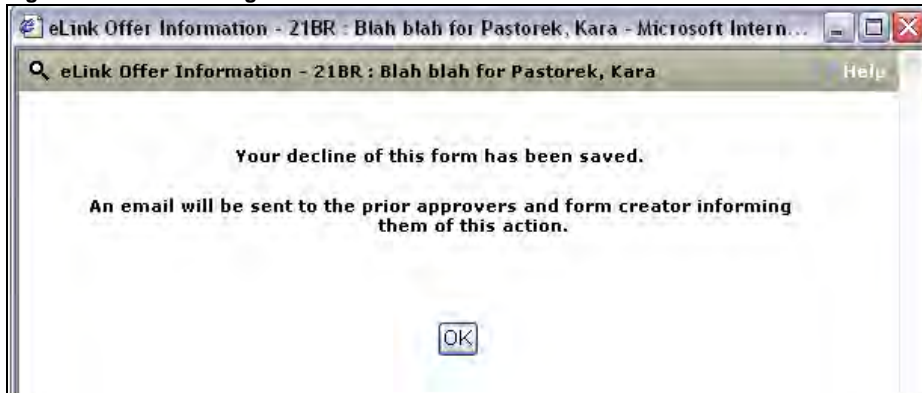 eLink Offer Information - 21BR : Blah blah for Pastorek, Kara - Microsoft Intern...
eLink Offer Information - 21BR : Blah blah for Pastorek, Kara Help
Your decline of this form has been saved.
An email will be sent to the prior approvers and form creator informing
them of this action.
OK